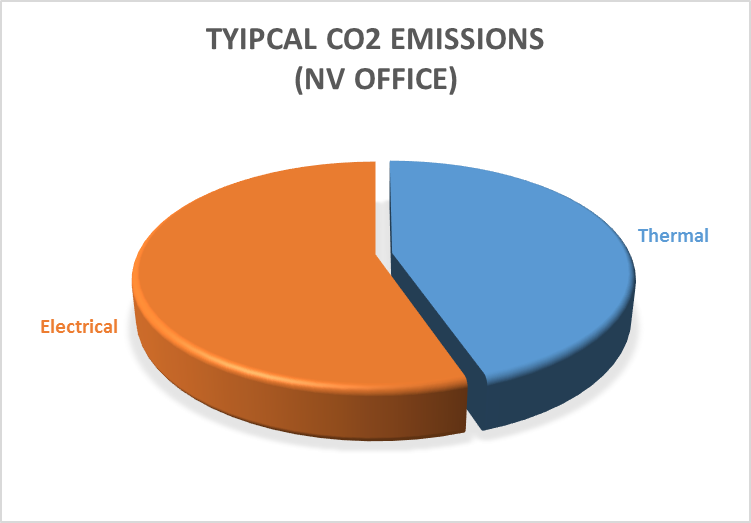 TYIPCAL CO2 EMISSIONS
(NV OFFICE)
Thermal
Electrical